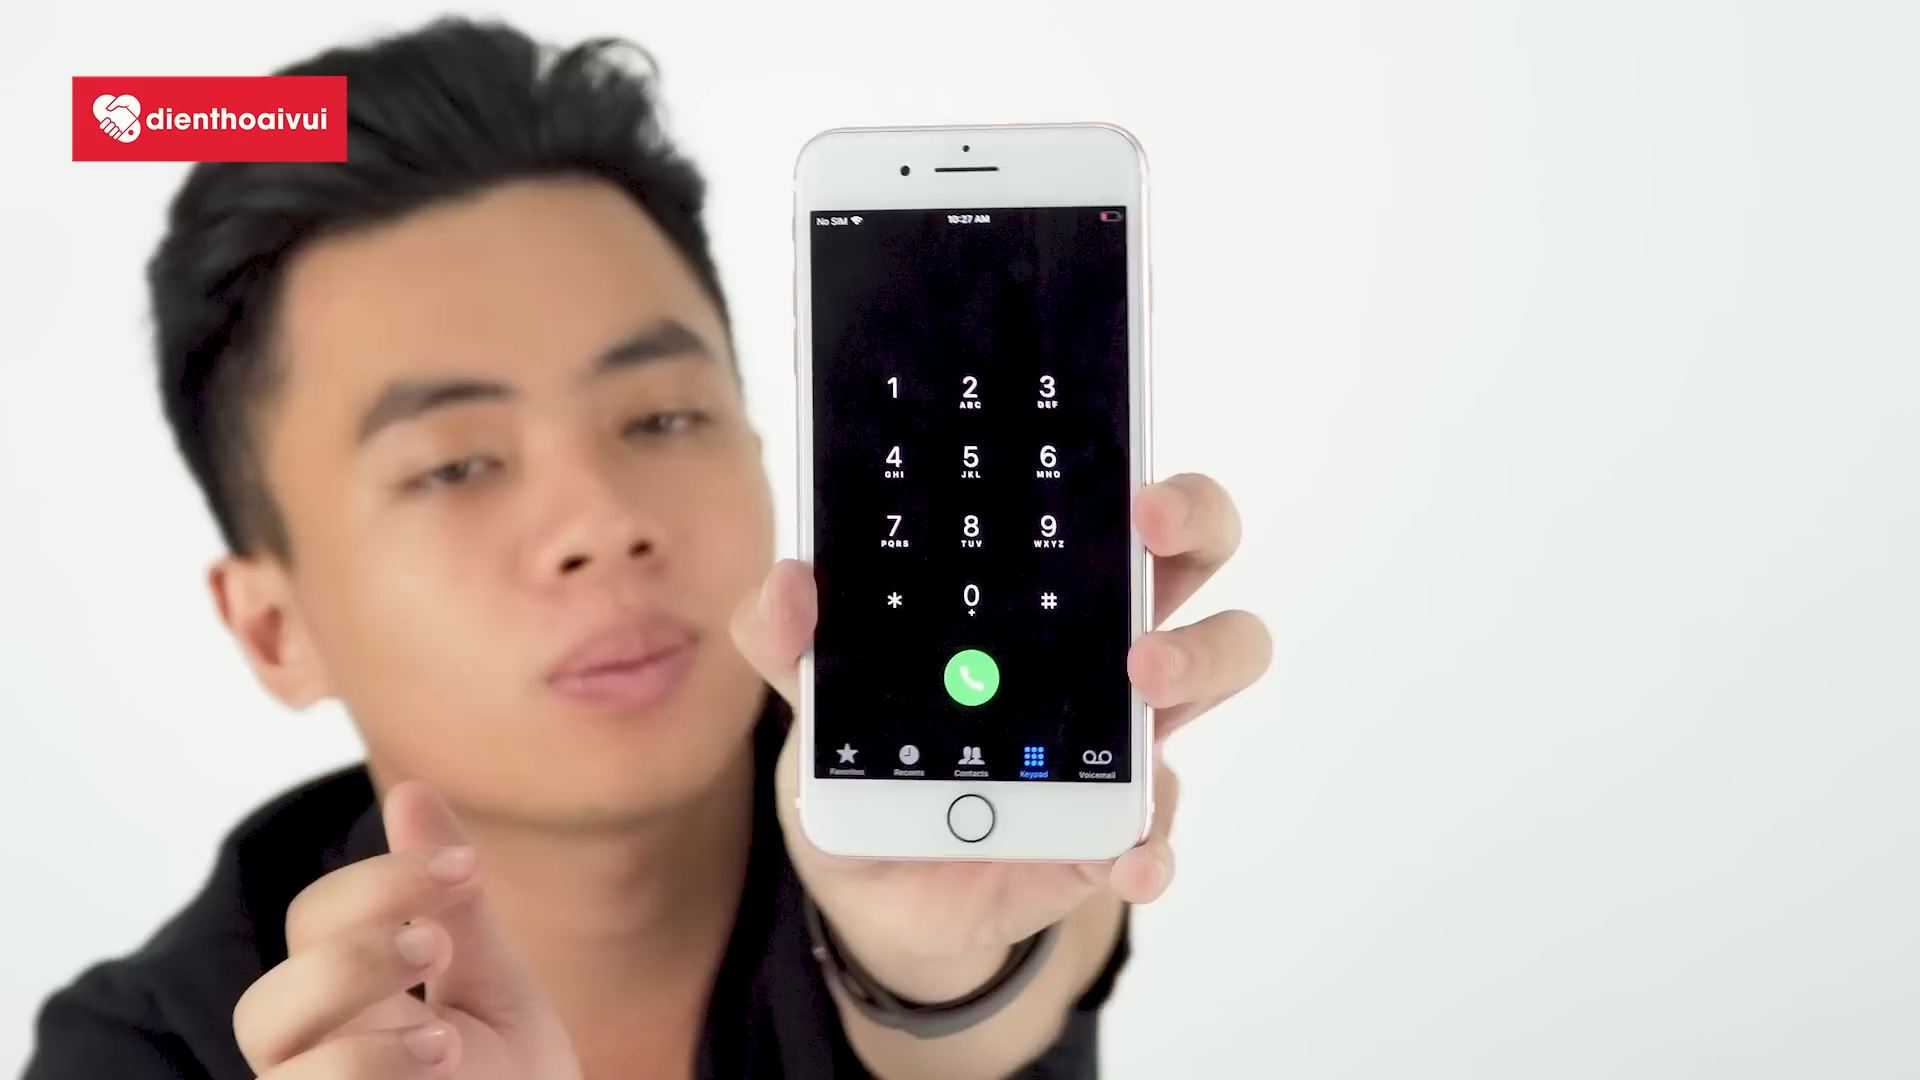 dienthoaivui
No SIM 10:27 AM
1 2 3
ABC DEF
4 5 6
GHI JKL MNO
7 8 9
PQRS TUV WXYZ
* 0 #
+
Favorites Recents Contacts Keypad Voicemail